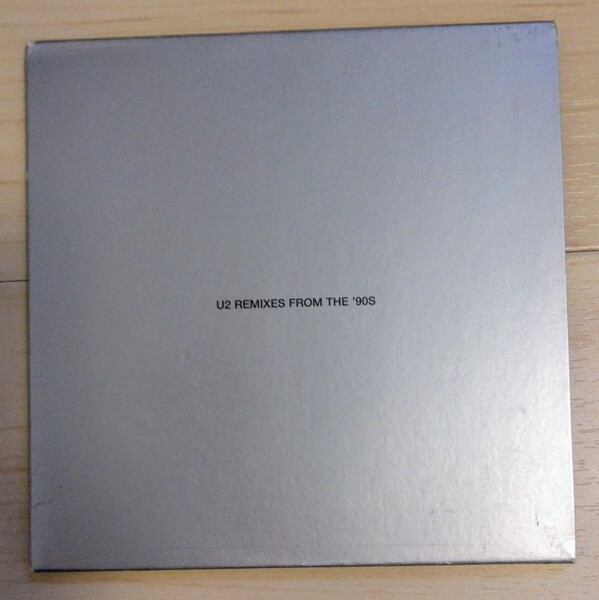 U2 REMIXES FROM THE '90S